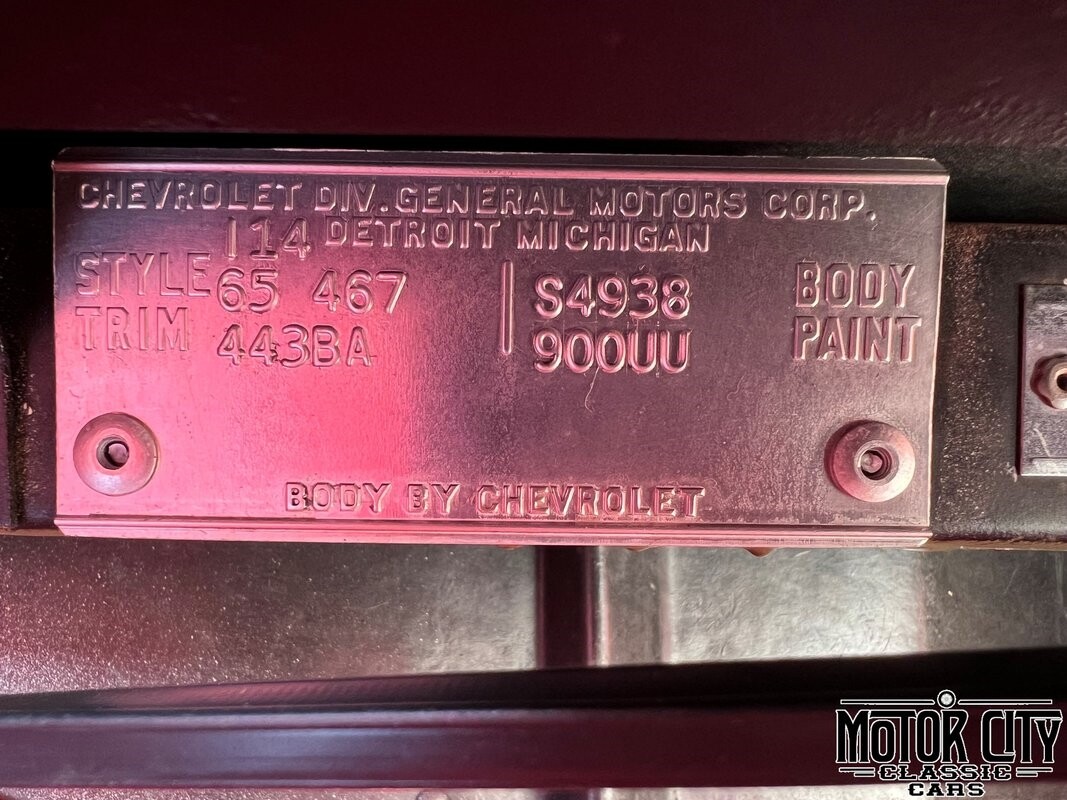 CHEVROLET DIV. GENERAL MOTORS CORP.
114 DETROIT MICHIGAN
STYLE 65 467 | S4938 BODY
TRIM 443BA 900UU PAINT
BODY BY CHEVROLET
MOTOR CITY
CLASSIC
CARS